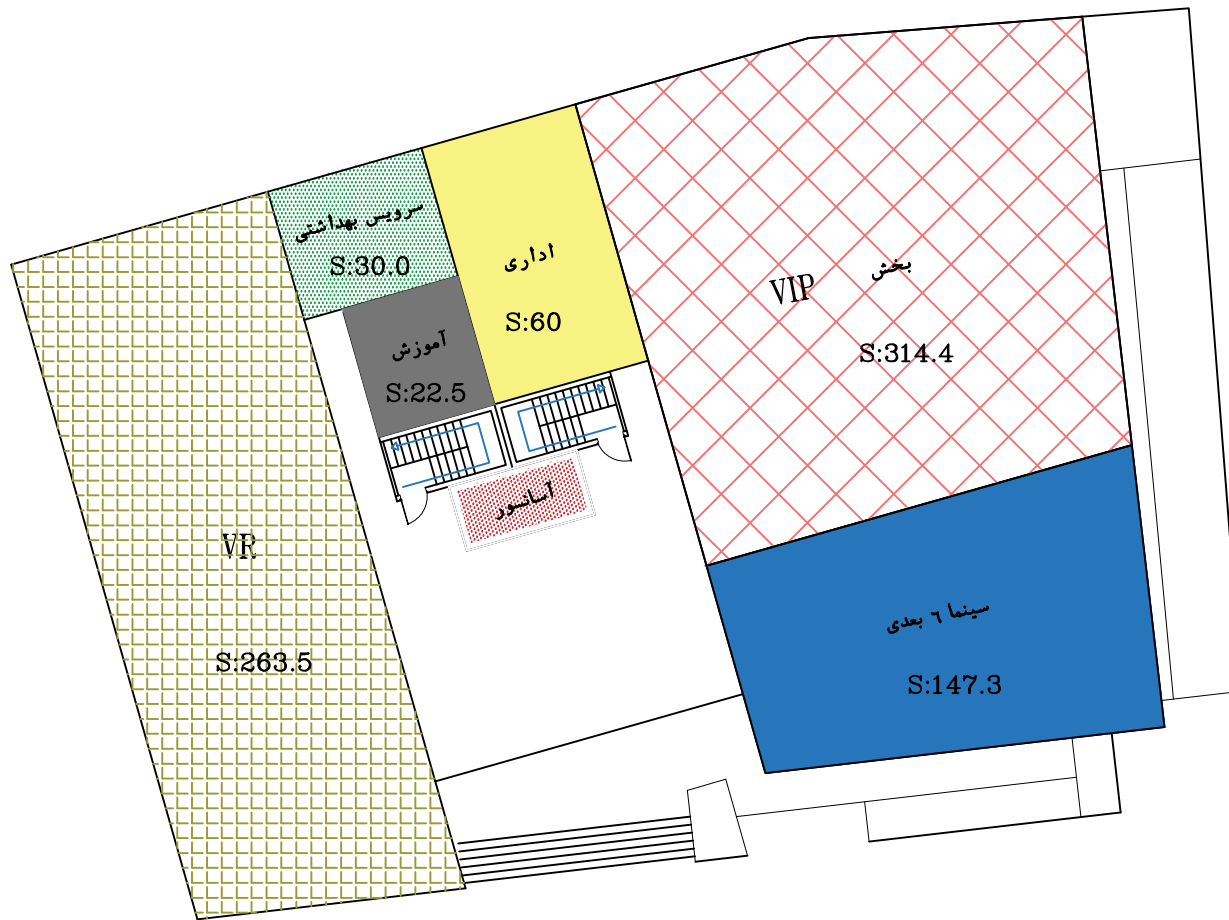 سرویس بهداشتی
S:30.0
اداری
S:60
بخش VIP
S:314.4
آموزش
S:22.5
آسانسور
VR
S:263.5
سینما ٦ بعدی
S:147.3